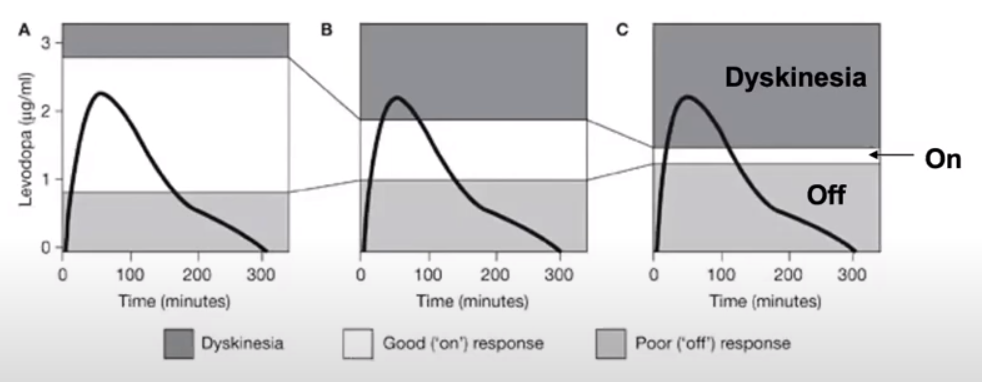 A
B
C
3
2
1
0
Levodopa (µg/ml)
Dyskinesia
On
Off
0 100 200 300
0 100 200 300
0 100 200 300
Time (minutes)
Time (minutes)
Time (minutes)
Dyskinesia
Good (‘on’) response
Poor (‘off’) response